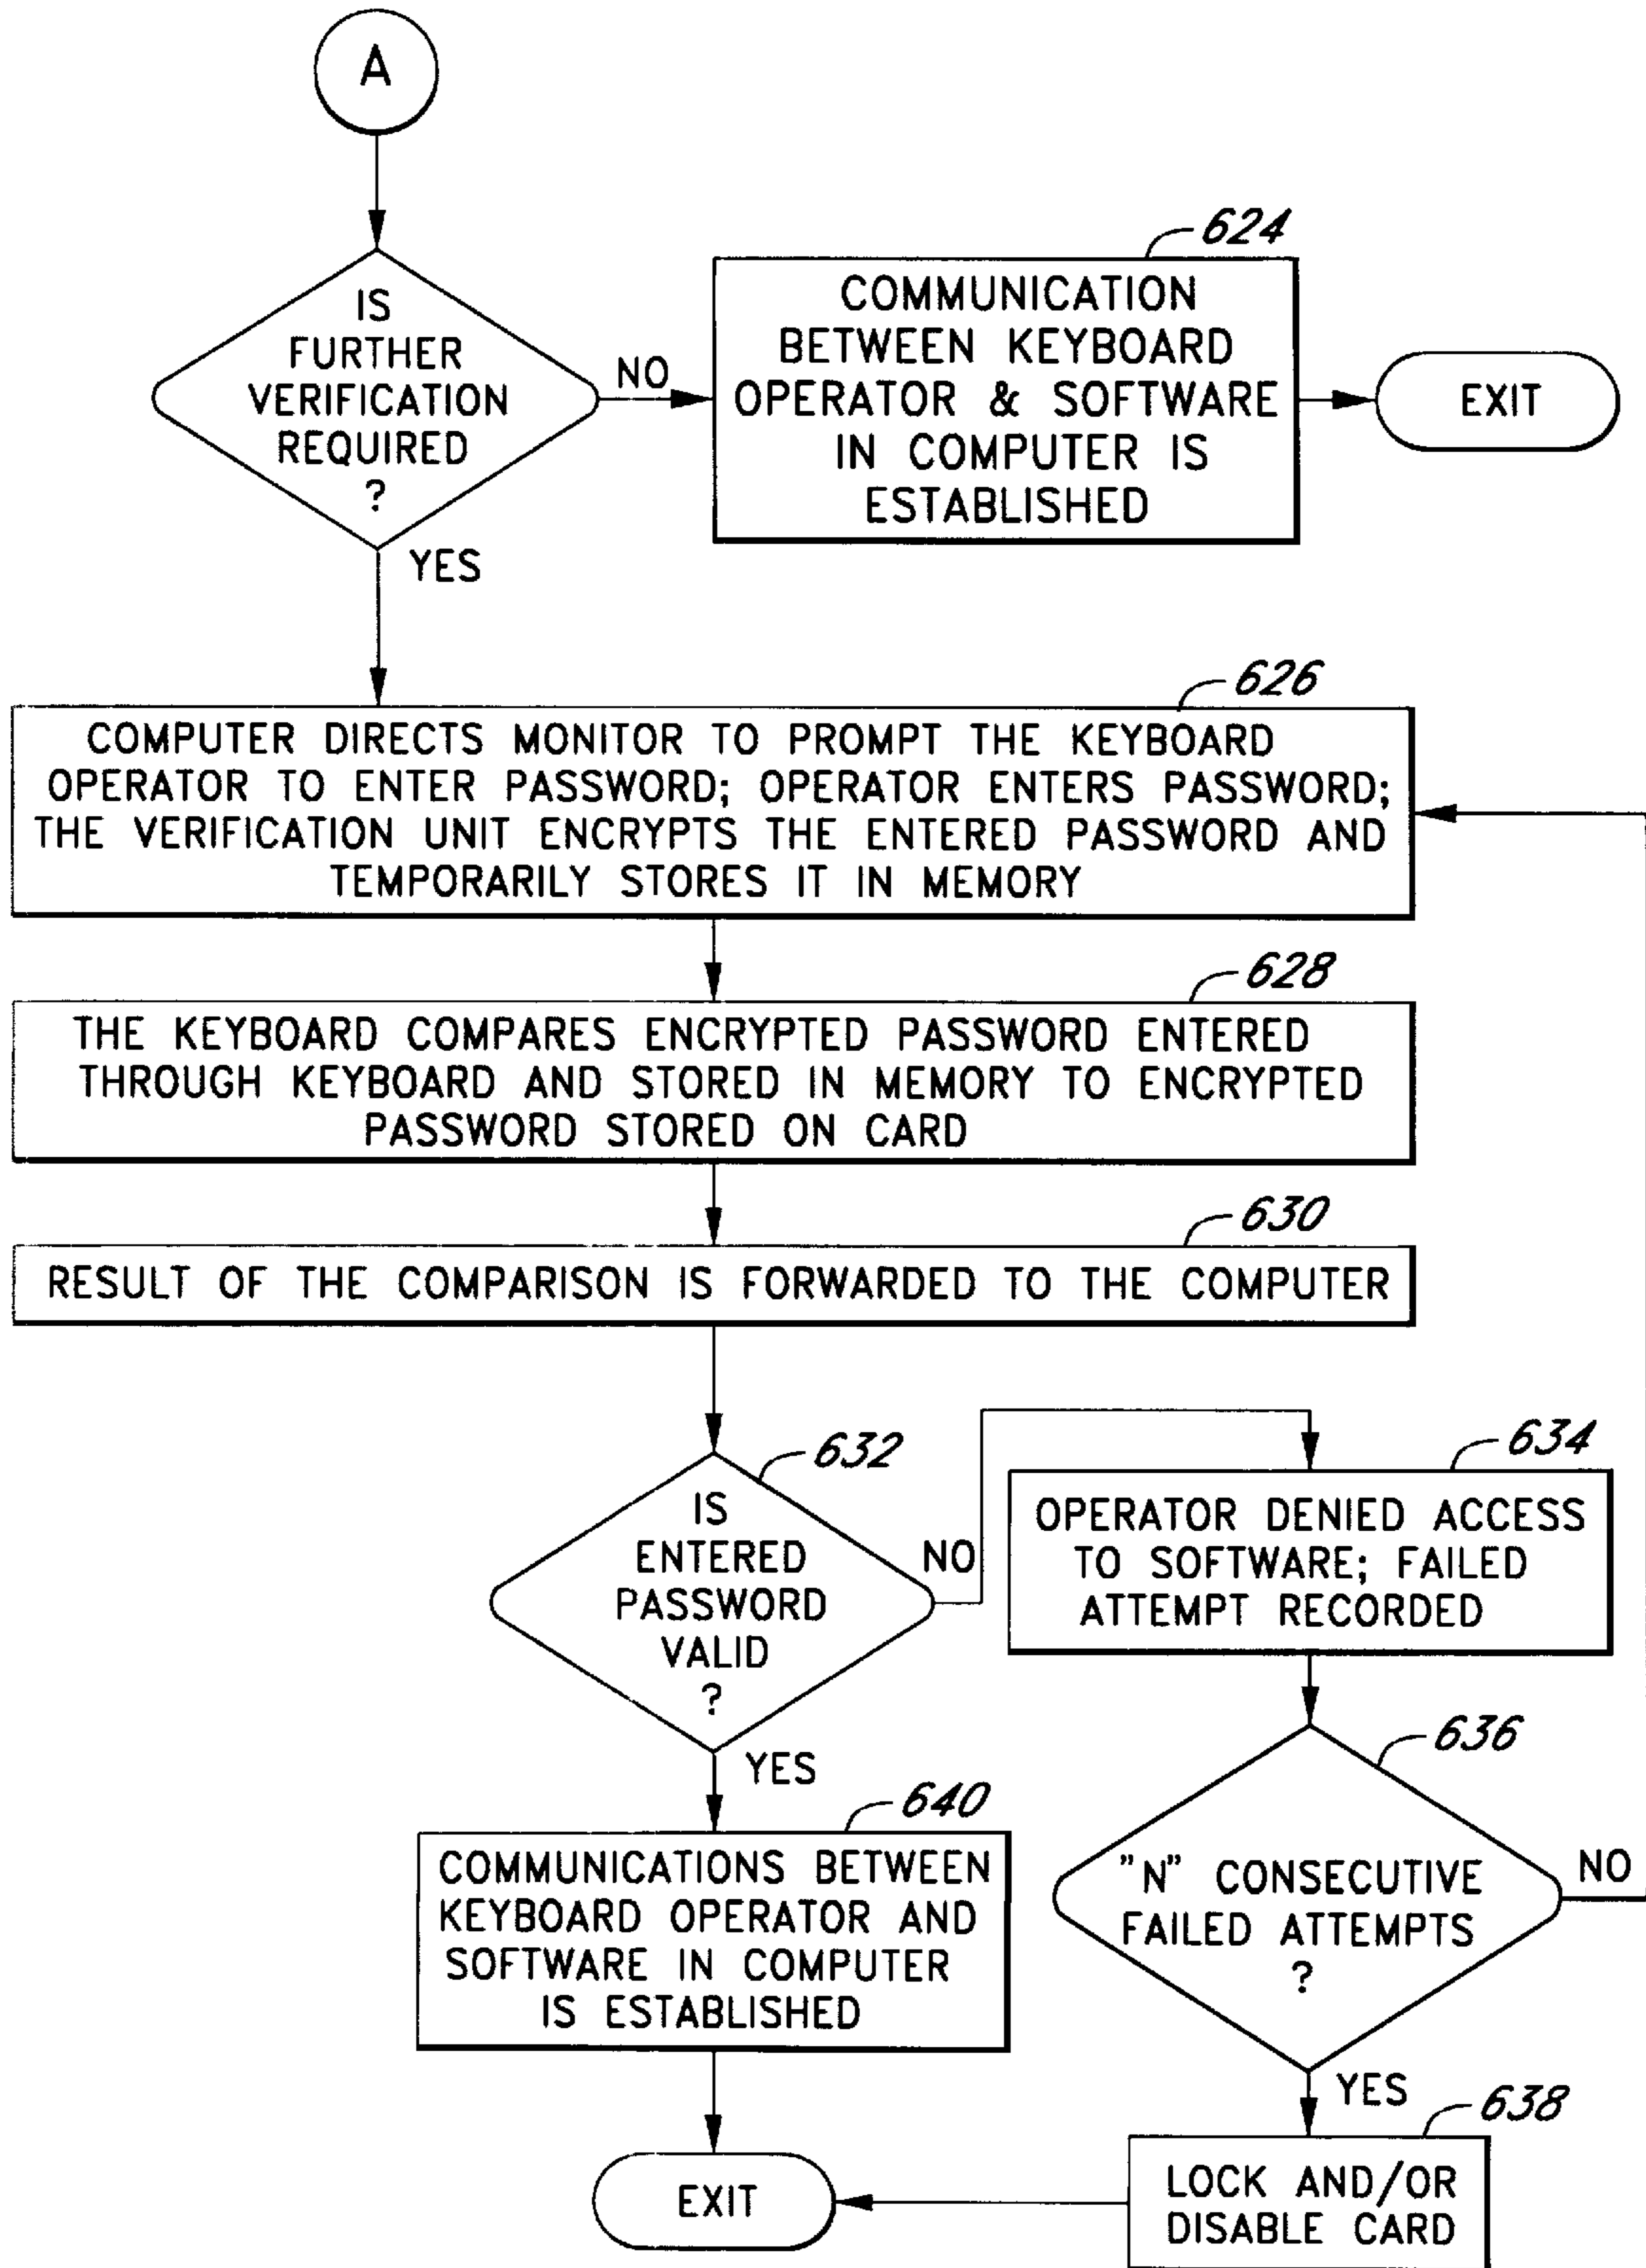 A
IS
FURTHER
VERIFICATION
REQUIRED
?
NO
624
COMMUNICATION
BETWEEN KEYBOARD
OPERATOR & SOFTWARE
IN COMPUTER IS
ESTABLISHED
EXIT
YES
626
COMPUTER DIRECTS MONITOR TO PROMPT THE KEYBOARD
OPERATOR TO ENTER PASSWORD; OPERATOR ENTERS PASSWORD;
THE VERIFICATION UNIT ENCRYPTS THE ENTERED PASSWORD AND
TEMPORARILY STORES IT IN MEMORY
628
THE KEYBOARD COMPARES ENCRYPTED PASSWORD ENTERED
THROUGH KEYBOARD AND STORED IN MEMORY TO ENCRYPTED
PASSWORD STORED ON CARD
630
RESULT OF THE COMPARISON IS FORWARDED TO THE COMPUTER
632
IS
ENTERED
PASSWORD
VALID
?
NO
634
OPERATOR DENIED ACCESS
TO SOFTWARE; FAILED
ATTEMPT RECORDED
636
"N" CONSECUTIVE
FAILED ATTEMPTS
?
NO
YES
640
COMMUNICATIONS BETWEEN
KEYBOARD OPERATOR AND
SOFTWARE IN COMPUTER
IS ESTABLISHED
YES
638
LOCK AND/OR
DISABLE CARD
EXIT